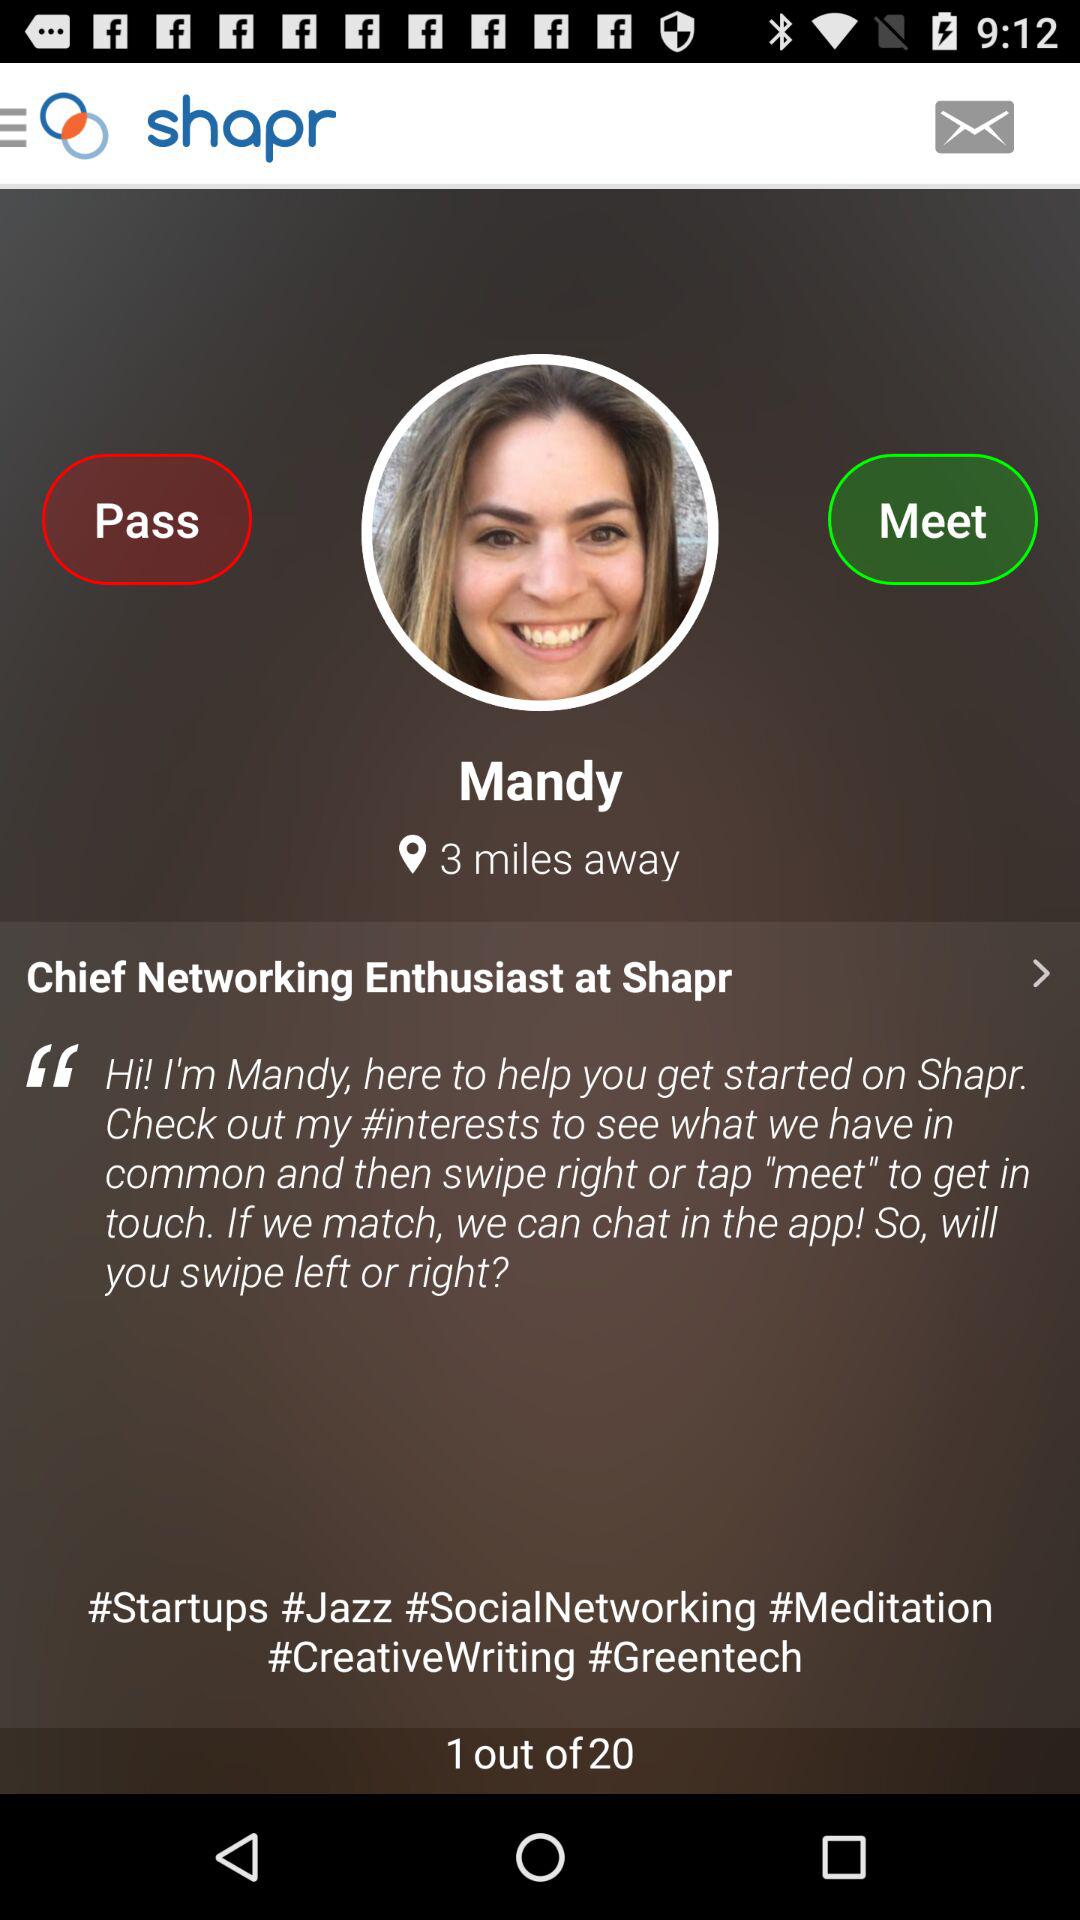 9:12
shapr
Pass
Meet
Mandy
3 miles away
Chief Networking Enthusiast at Shapr
“ Hi! I'm Mandy, here to help you get started on Shapr.
Check out my #interests to see what we have in
common and then swipe right or tap "meet" to get in
touch. If we match, we can chat in the app! So, will
you swipe left or right?
#Startups #Jazz #SocialNetworking #Meditation
#CreativeWriting #Greentech
1 out of 20